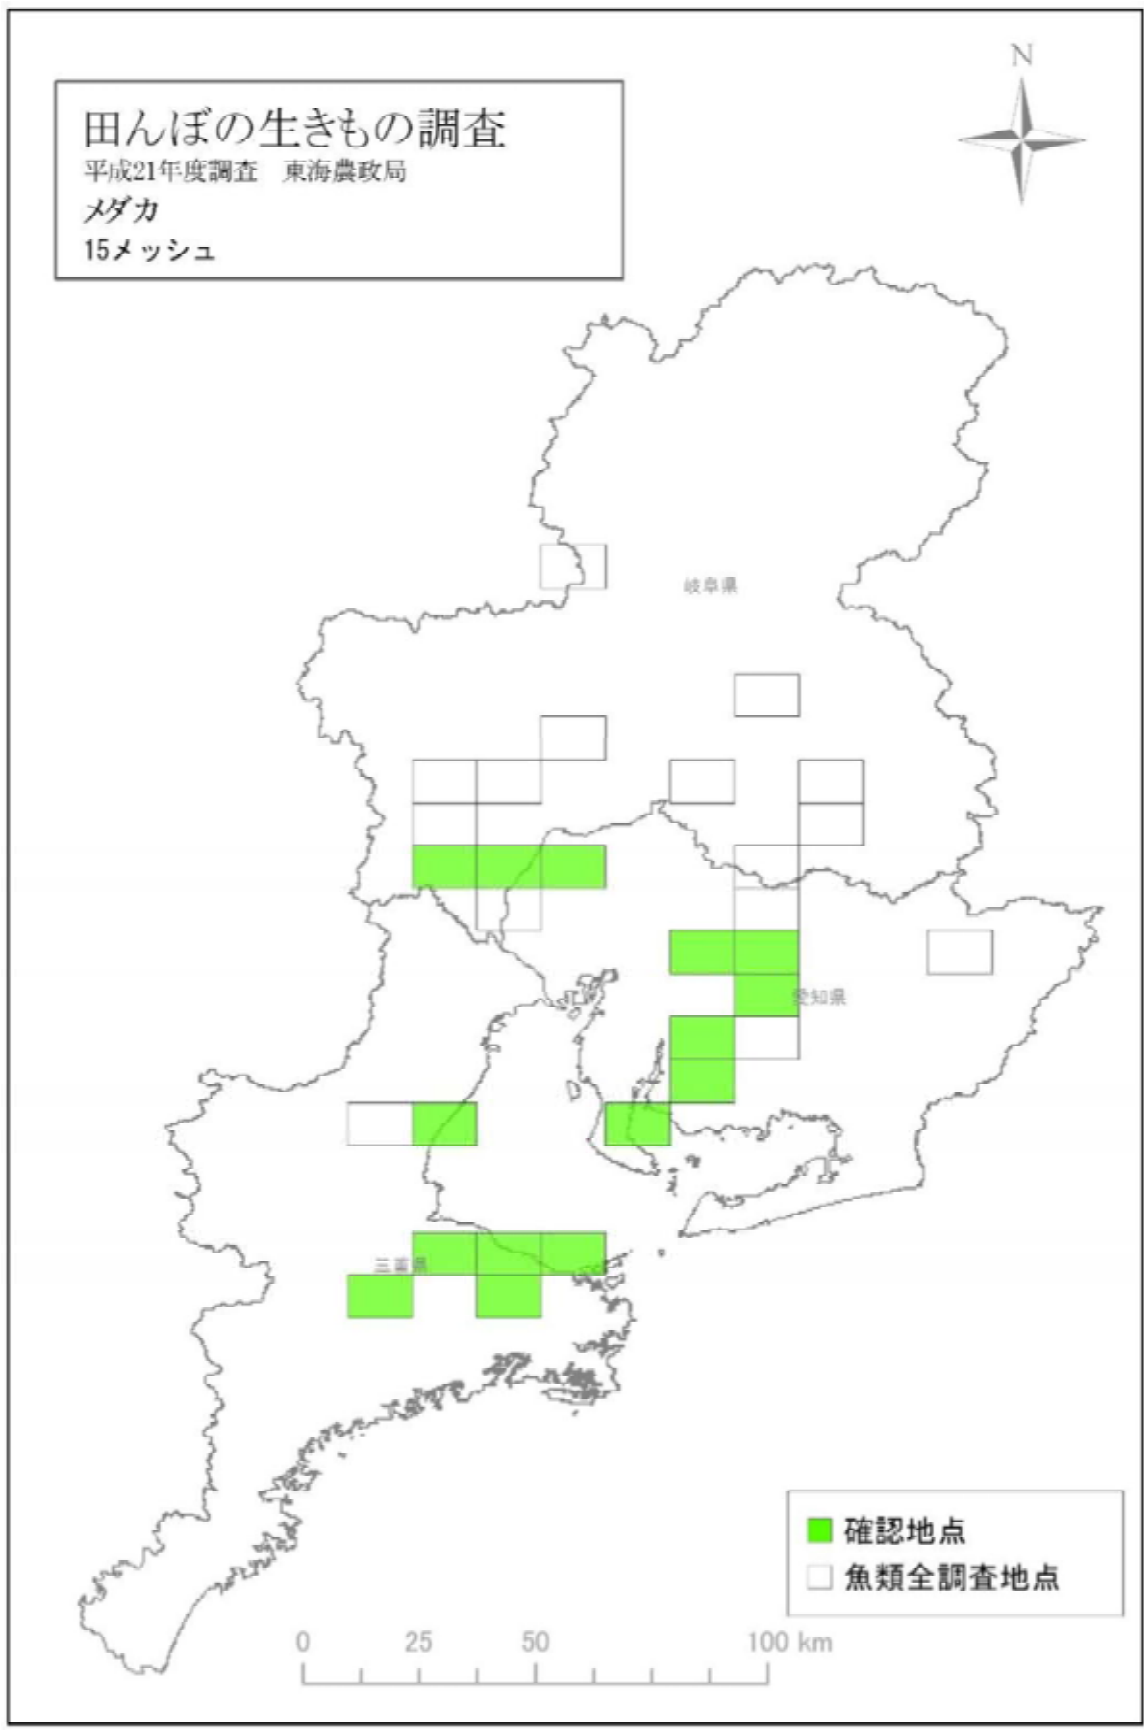 N
田んぼの生きもの調査
平成21年度調査　東海農政局
メダカ
15メッシュ
岐阜県
愛知県
三重県
確認地点
魚類全調査地点
0 25 50 100 km